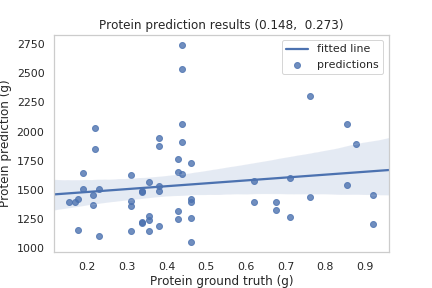 Protein prediction results (0.148,  0.273)
fitted line
predictions
Protein prediction (g)
2750
2500
2250
2000
1750
1500
1250
1000
0.2 0.3 0.4 0.5 0.6 0.7 0.8 0.9
Protein ground truth (g)